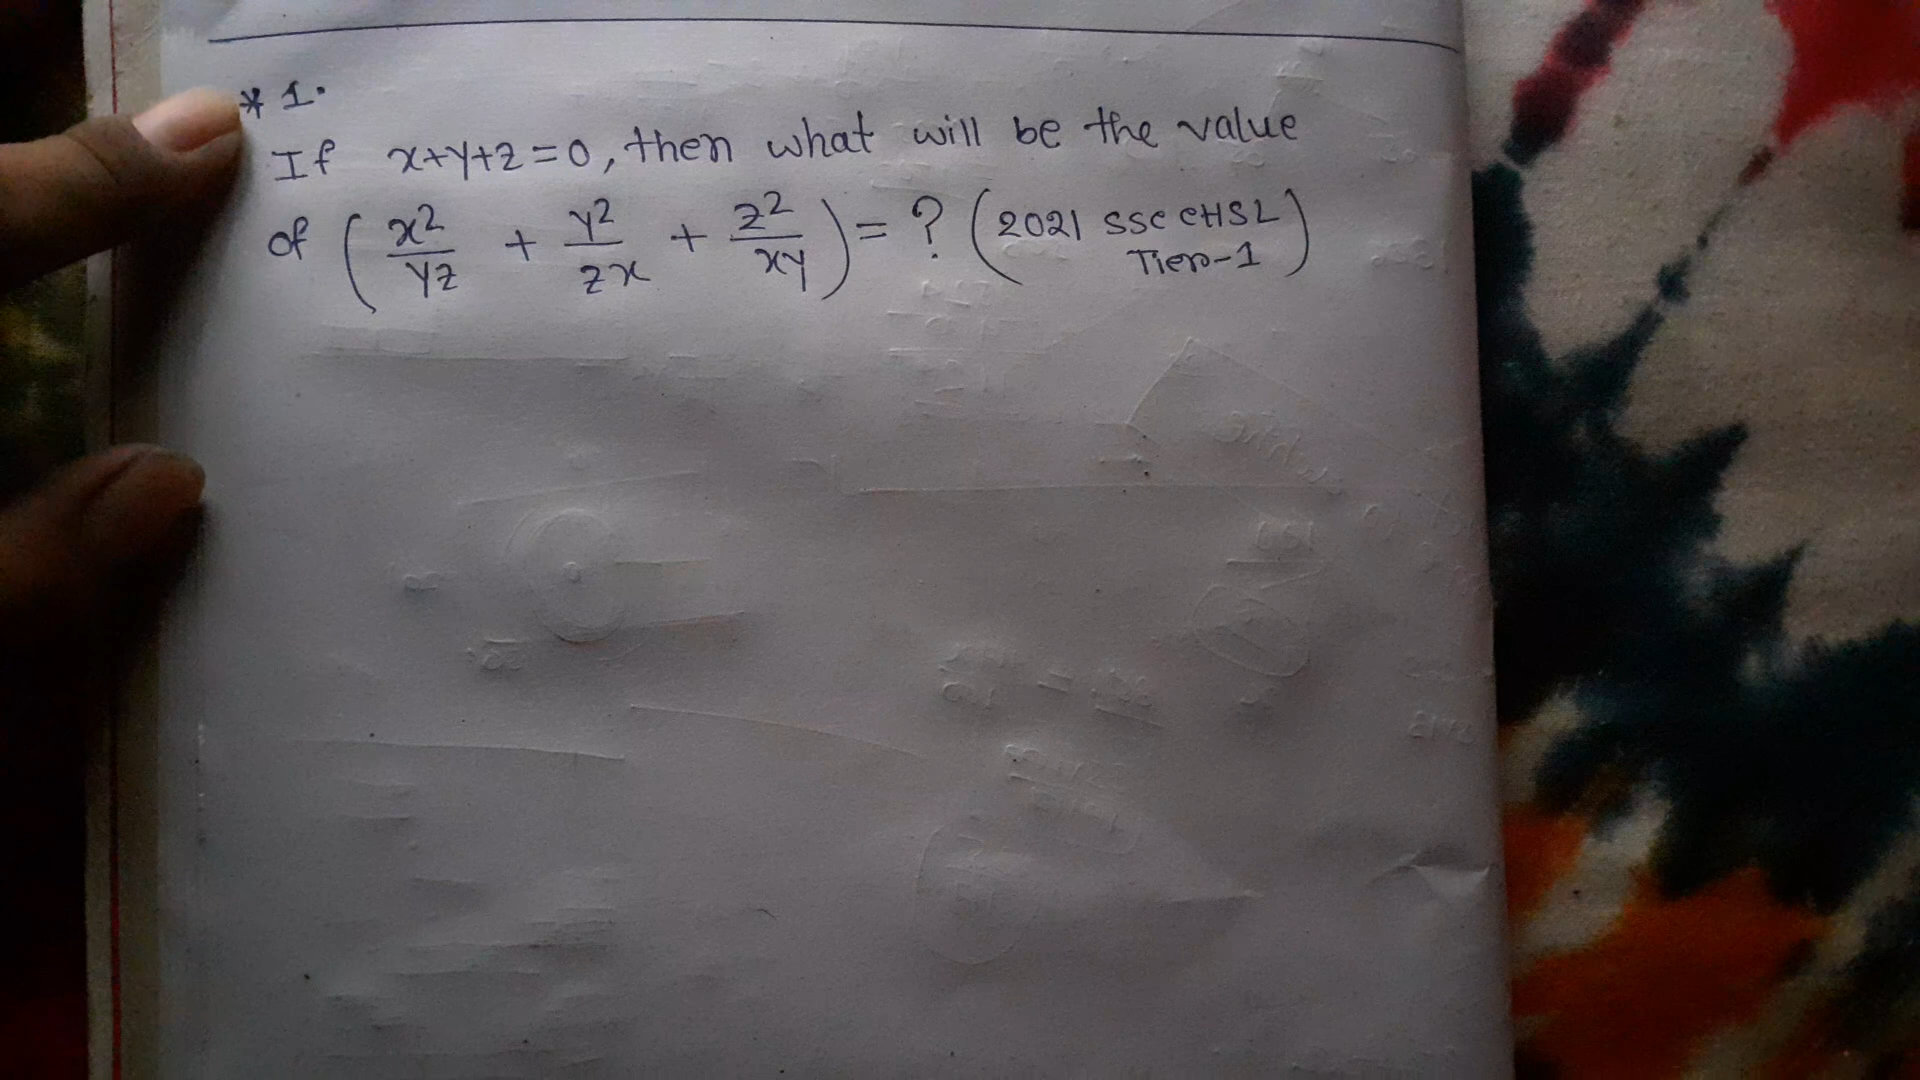 * 1.
If x+y+z=0, then what will be the value
of (x²/yz + y²/zx + z²/xy) = ? (2021 SSC CHSL
Tier-1)